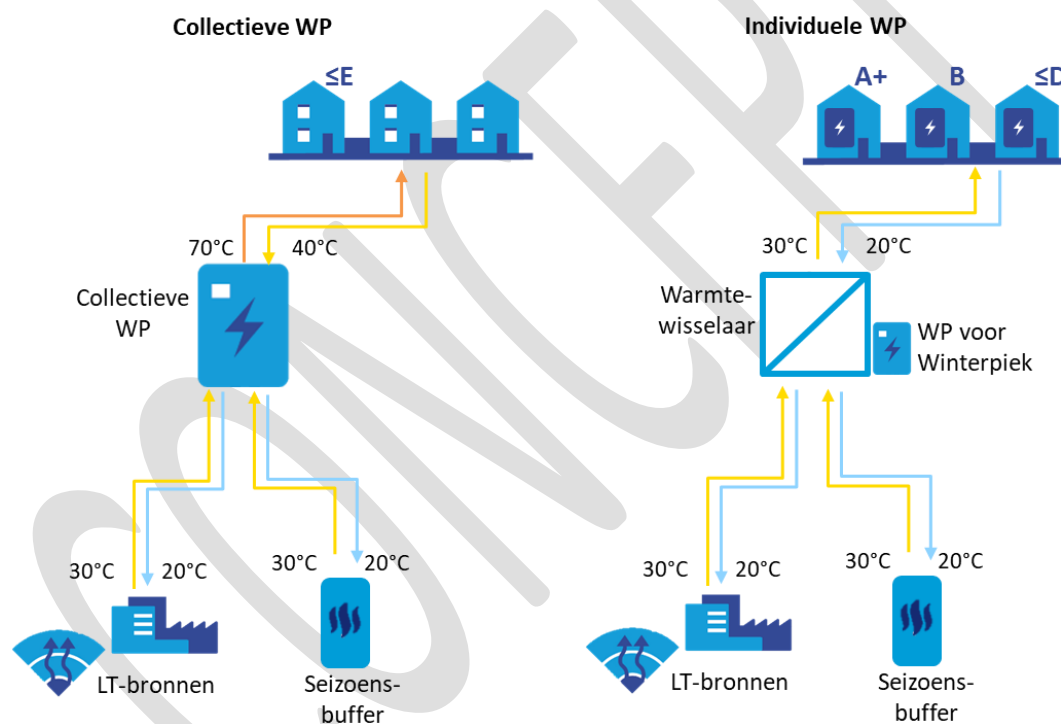 Collectieve WP
≤E
70°C
40°C
Collectieve
WP
30°C
20°C
30°C
20°C
LT-bronnen
Seizoens-
buffer
Individuele WP
A+
B
≤D
30°C
20°C
Warmte-
wisselaar
WP voor
Winterpiek
30°C
20°C
30°C
20°C
LT-bronnen
Seizoens-
buffer
CONCEPT